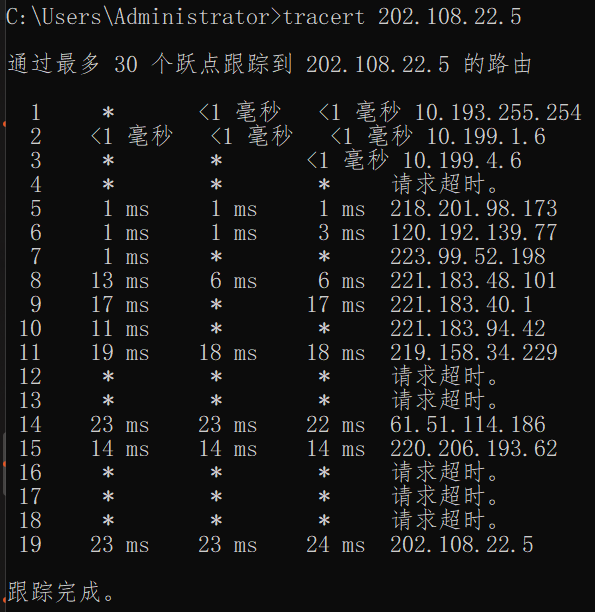 C:\Users\Administrator>tracert 202.108.22.5
通过最多 30 个跃点跟踪到 202.108.22.5 的路由
1 * <1 毫秒 <1 毫秒 10.193.255.254
2 <1 毫秒 <1 毫秒 <1 毫秒 10.199.1.6
3 * * <1 毫秒 10.199.4.6
4 * * * 请求超时。
5 1 ms 1 ms 1 ms 218.201.98.173
6 1 ms 1 ms 3 ms 120.192.139.77
7 1 ms * * 223.99.52.198
8 13 ms 6 ms 6 ms 221.183.48.101
9 17 ms * 17 ms 221.183.40.1
10 11 ms * * 221.183.94.42
11 19 ms 18 ms 18 ms 219.158.34.229
12 * * * 请求超时。
13 * * * 请求超时。
14 23 ms 23 ms 22 ms 61.51.114.186
15 14 ms 14 ms 14 ms 220.206.193.62
16 * * * 请求超时。
17 * * * 请求超时。
18 * * * 请求超时。
19 23 ms 23 ms 24 ms 202.108.22.5
跟踪完成。